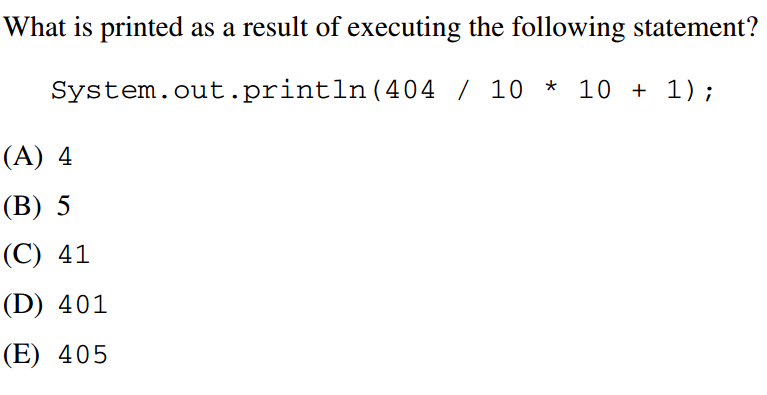 What is printed as a result of executing the following statement?
System.out.println(404 / 10 * 10 + 1);
(A) 4
(B) 5
(C) 41
(D) 401
(E) 405